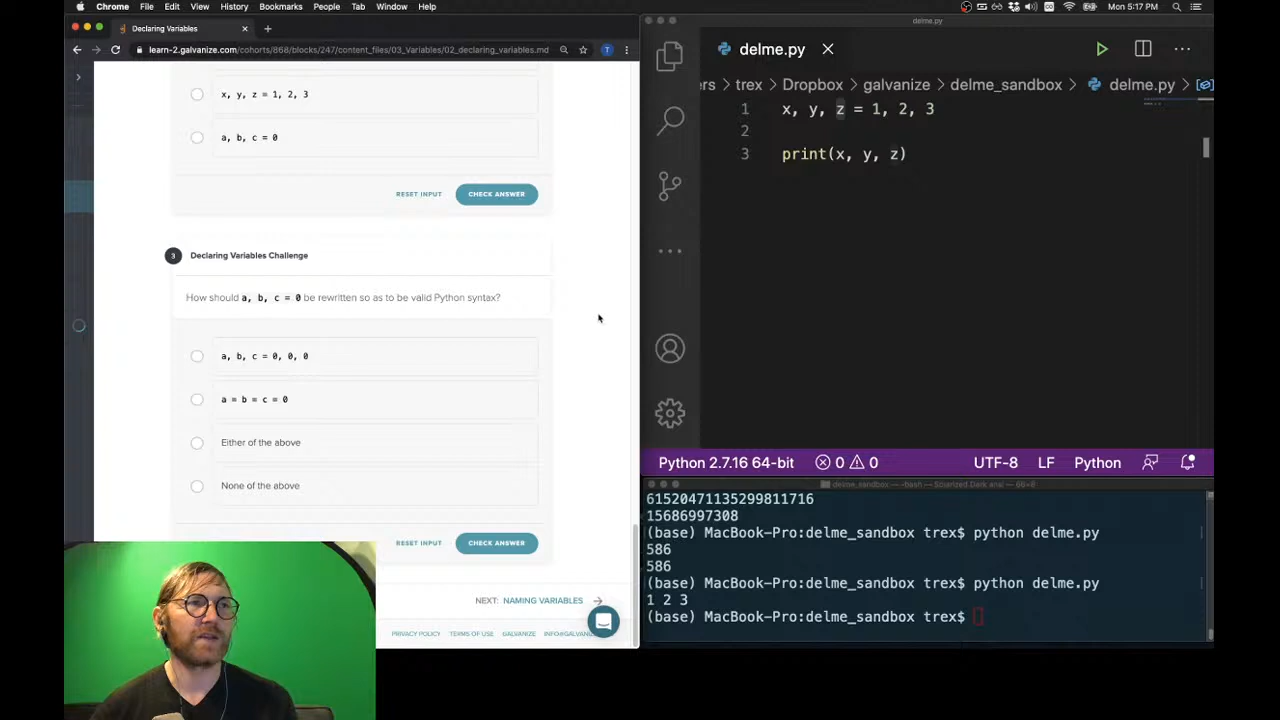 Chrome File Edit View History Bookmarks People Tab Window Help
Mon 5:17 PM
Declaring Variables
learn-2.galvanize.com/cohorts/868/blocks/247/content_files/03_Variables/02_declaring_variables.md
T
x, y, z = 1, 2, 3
a, b, c = 0
RESET INPUT CHECK ANSWER
3 Declaring Variables Challenge
How should a, b, c = 0 be rewritten so as to be valid Python syntax?
a, b, c = 0, 0, 0
a = b = c = 0
Either of the above
None of the above
RESET INPUT CHECK ANSWER
NEXT: NAMING VARIABLES
PRIVACY POLICY TERMS OF USE GALVANIZE
delme.py
delme.py
ers trex Dropbox galvanize delme_sandbox delme.py
1 x, y, z = 1, 2, 3
2
3 print(x, y, z)
Python 2.7.16 64-bit 0 0 UTF-8 LF Python
61520471135299811716
15686997308
(base) MacBook-Pro:delme_sandbox trex$ python delme.py
586
586
(base) MacBook-Pro:delme_sandbox trex$ python delme.py
1 2 3
(base) MacBook-Pro:delme_sandbox trex$